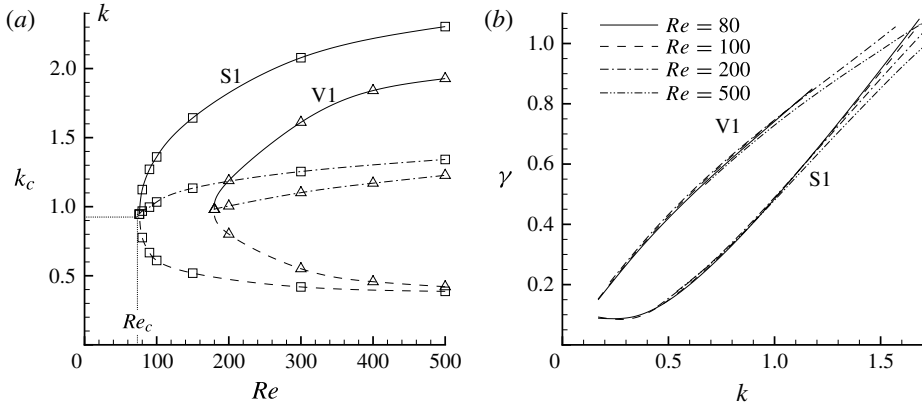 (a)
k
2.0
1.5
k_c
1.0
0.5
S1
V1
Re_c
0
100
200
300
400
500
Re
(b)
Re = 80
Re = 100
Re = 200
Re = 500
1.0
0.8
0.6
γ
0.4
0.2
V1
S1
0
0.5
1.0
1.5
k